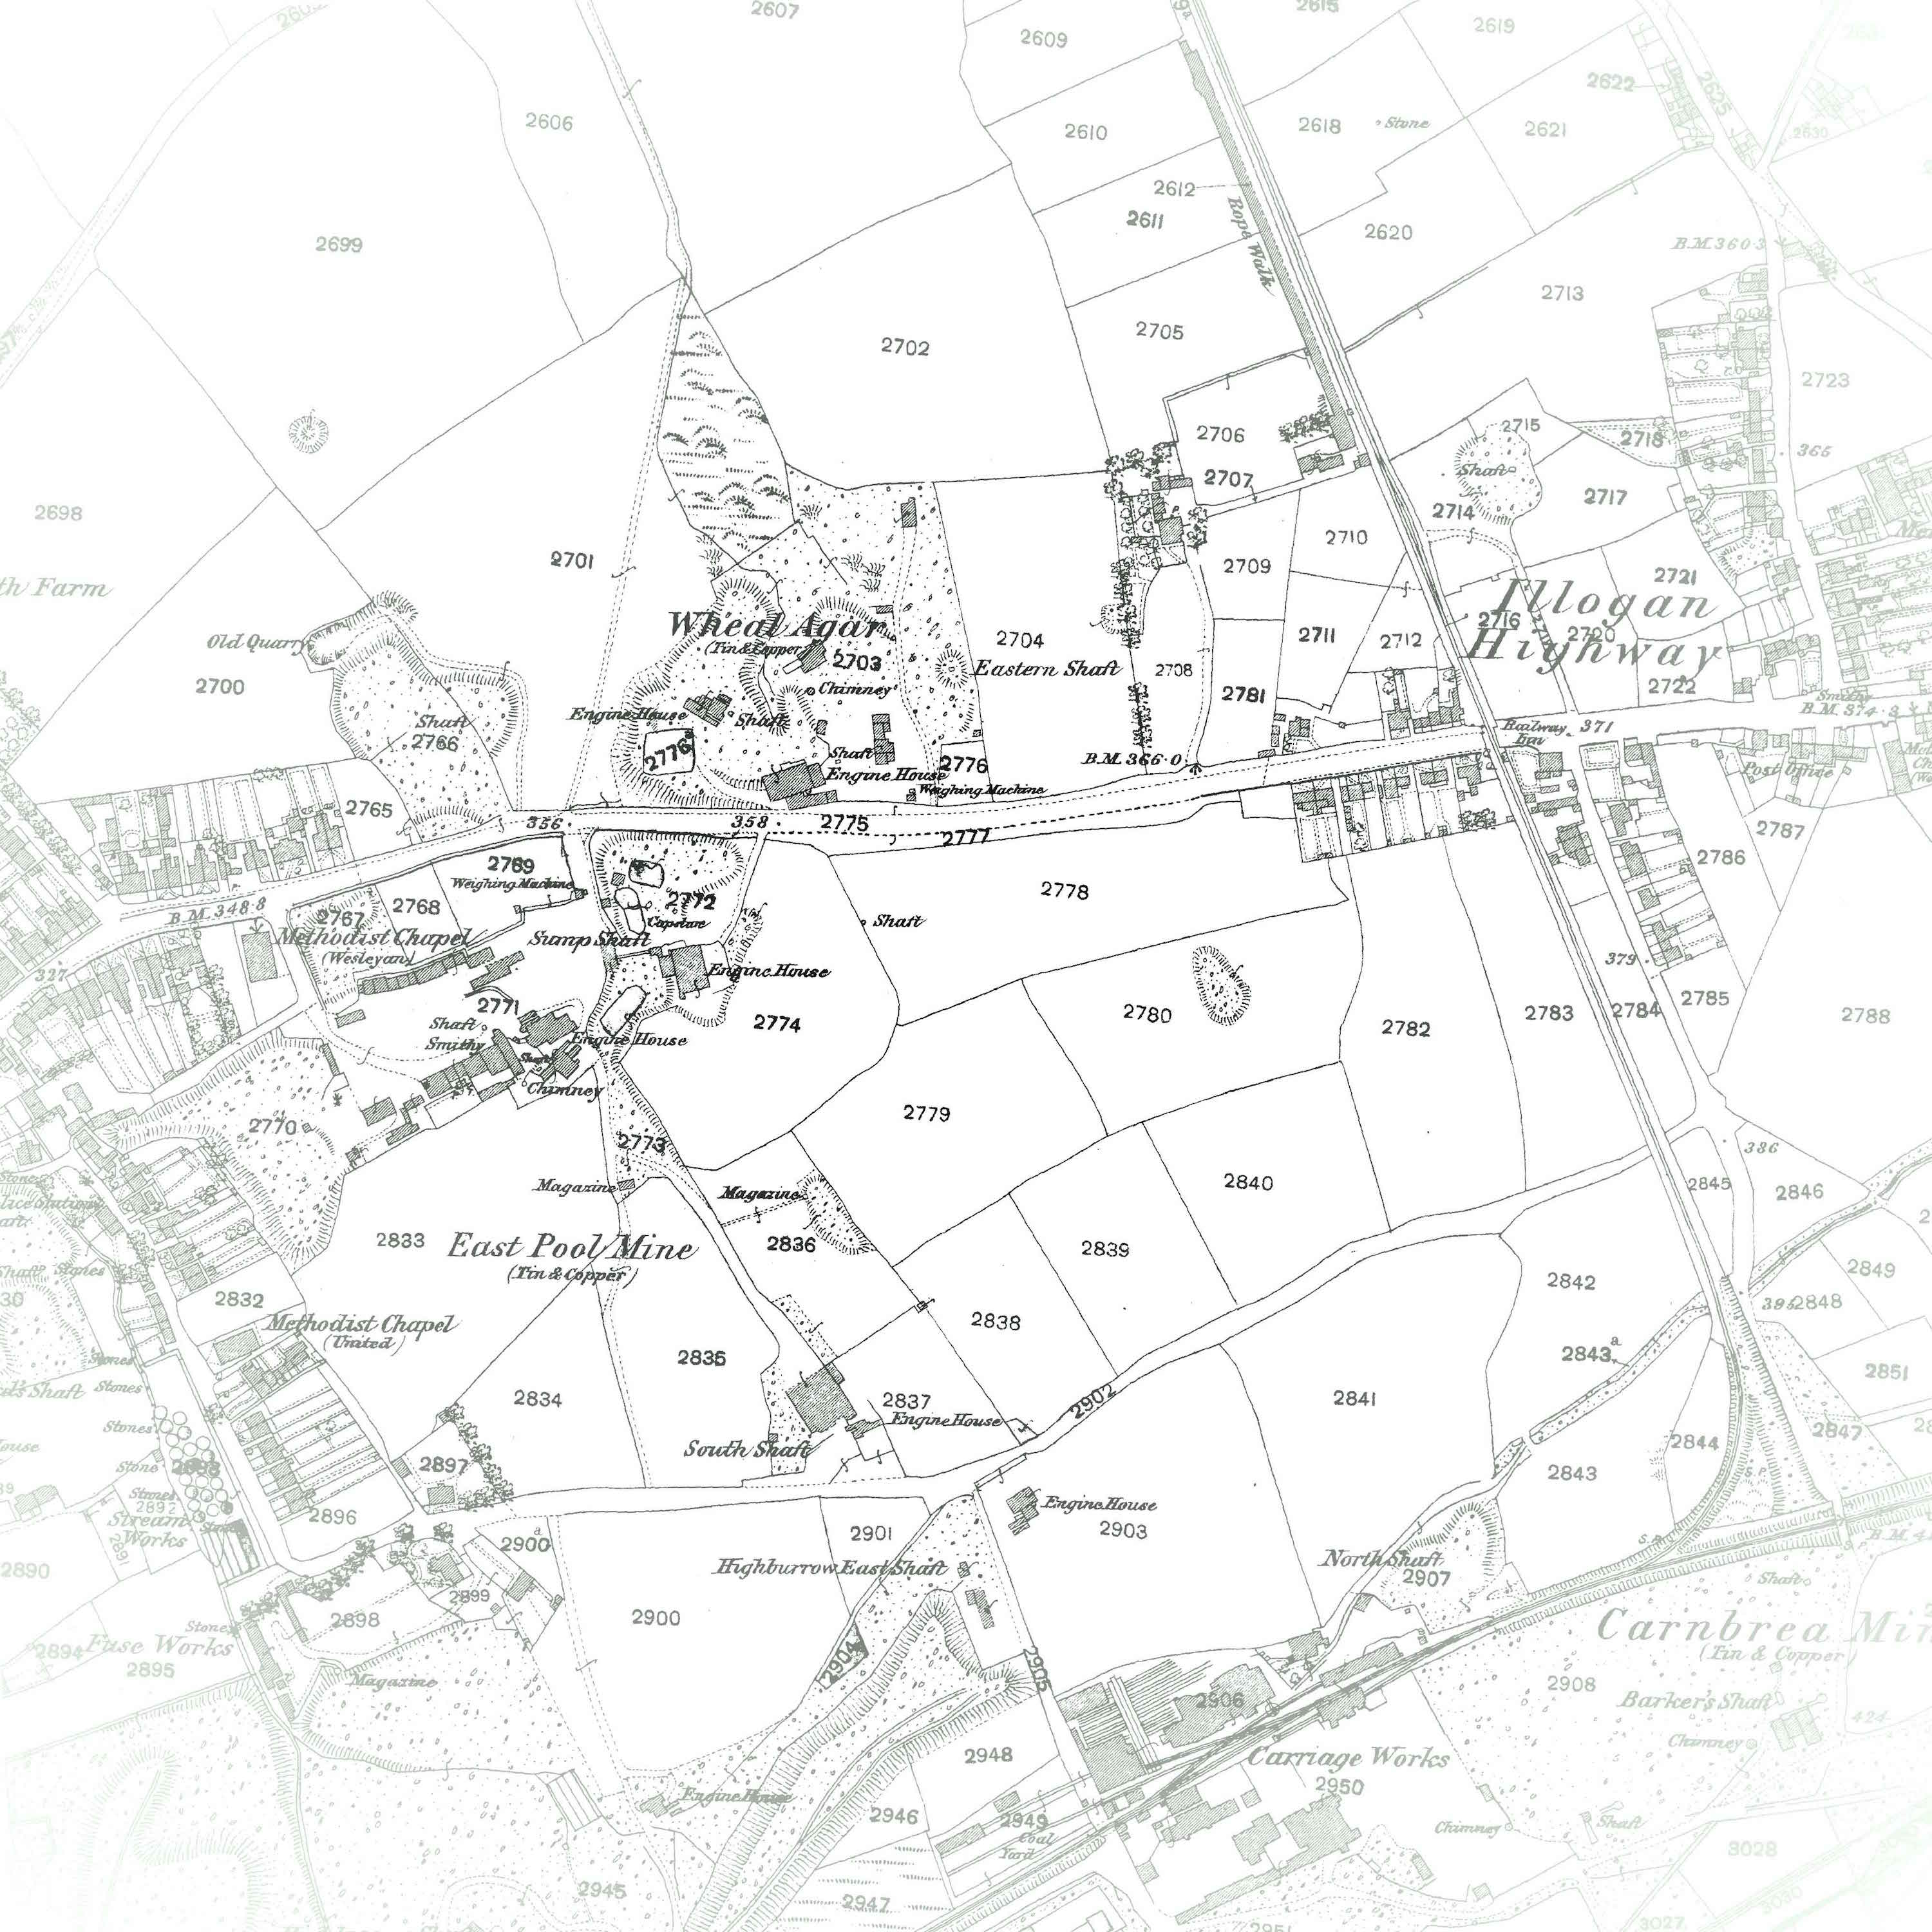 2607
2615
2609
2619
2622
2625
2606
2610
2618
Stone
2621
2630
2612
2611
Rope Walk
2620
2699
B.M.360.3
2713
2702
2705
2723
2706
2715
2718
365
2707
Shaft
2717
2698
2714
2701
2710
2709
2721
th Farm
Illogan
Highway
2716
2720
Wheal Agar
(Tin & Copper)
2703
2704
2711
2712
Old Quarry
Eastern Shaft
2708
2700
Chimney
2722
2781
Engine House
Shaft
B.M. 374.3
Shaft
2766
Railway
Inn
371
2776a
Shaft
2776
B.M.366.0
Post Office
Engine House
Weighing Machine
2765
356
358
2775
2777
2787
2786
2769
Weighing Machine
2778
2772
2768
B.M.348.8
2767
Capstan
Shaft
Methodist Chapel
(Wesleyan)
Sump Shaft
327
Engine House
379
2771
2780
2785
2783
2784
2782
2788
Shaft
Smithy
2774
Engine House
Shaft
Chimney
2779
2770
2773
386
Magazine
Magazine
2840
2845
2846
2833
East Pool Mine
(Tin & Copper)
2836
2839
2849
2842
2832
395
2848
Methodist Chapel
(United)
2838
2843a
2835
Stones
2851
Stones
2834
2837
2841
Engine House
2902
South Shaft
2844
2847
2897
Stones
Stone
2843
Stones
2892
Stream
Works
2896
Engine House
2903
2901
2900a
S.P.
S.P.
2890
Highburrow East Shaft
North Shaft
2907
Shaft
2899
2898
2900
Stone
Fuse Works
2894
2895
Carnbrea Min
(Tin & Copper)
2904
2905
Magazine
2908
2906
Barker's Shaft
424
Chimney
2948
Carriage Works
2950
Engine House
2946
2949
Coal
Yard
Chimney
Shaft
3028
2945
2947
3030
3027
2951